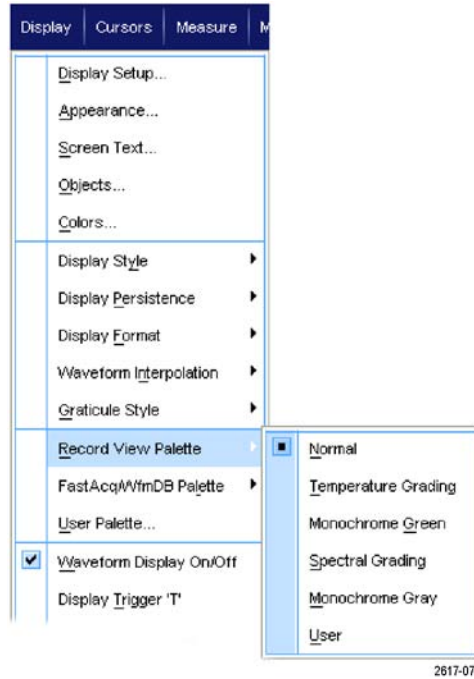 Display Cursors Measure
Display Setup...
Appearance...
Screen Text...
Objects...
Colors...
Display Style
Display Persistence
Display Format
Waveform Interpolation
Graticule Style
Record View Palette
FastAcq/WfmDB Palette
User Palette...
Waveform Display On/Off
Display Trigger 'T'
Normal
Temperature Grading
Monochrome Green
Spectral Grading
Monochrome Gray
User
2617-07